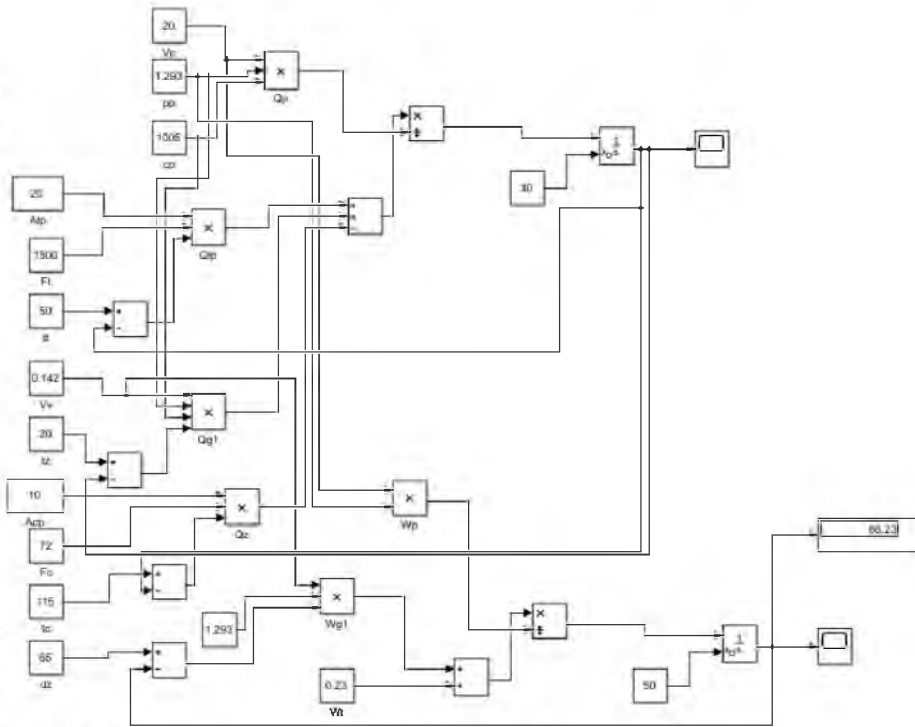 20
Vp
1.293
pp
Qp
1005
cp
20
Atp
Qtp
1500
Ft
50
tt
30
0.142
Vv
Qg1
20
tz
10
Acp
Qz
Wp
72
Fc
115
tc
1.293
Wg1
65
dz
0.23
Wt
50
66.23